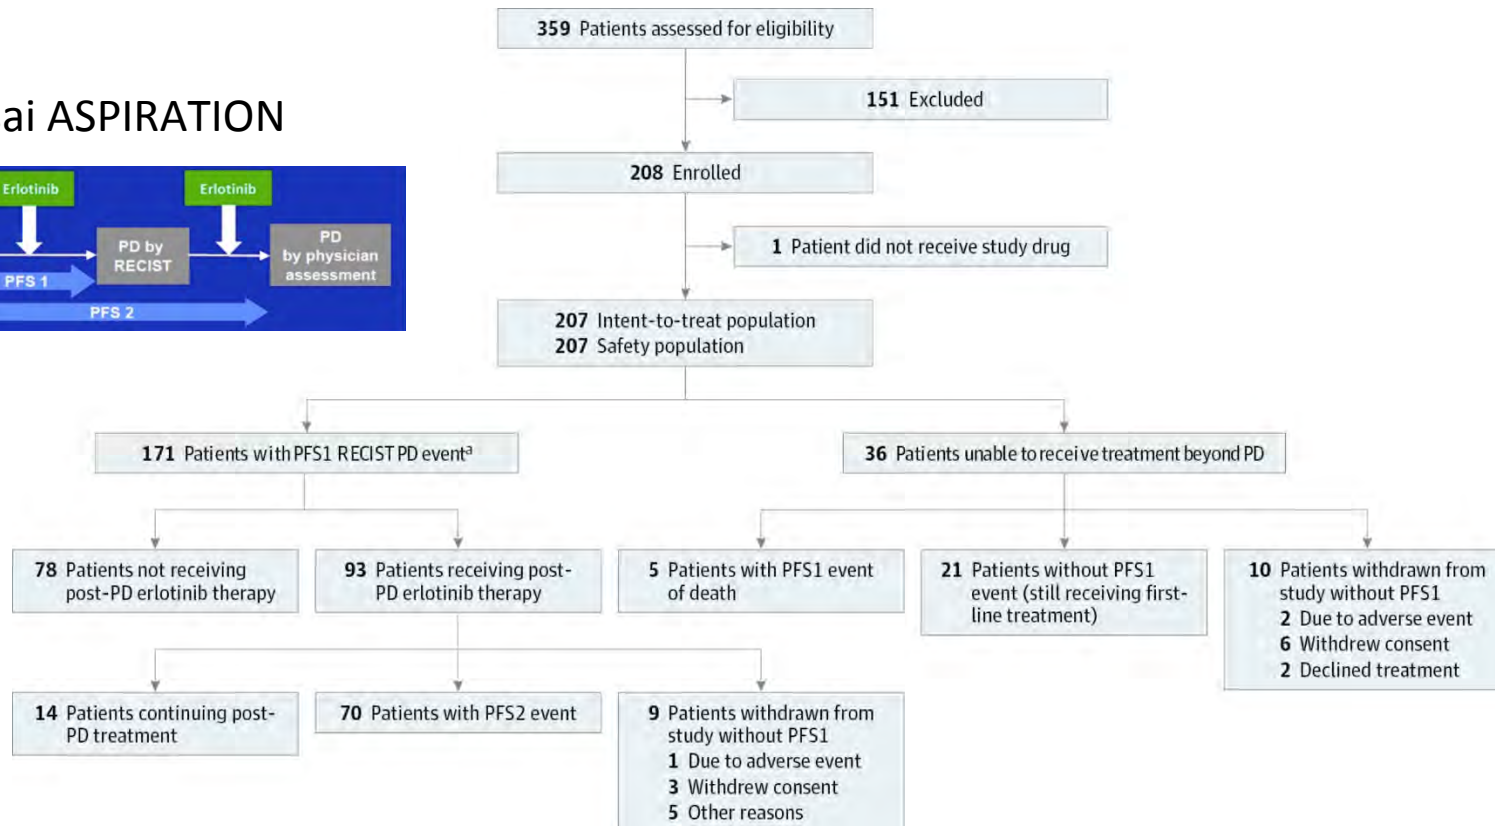 359 Patients assessed for eligibility
151 Excluded
ai ASPIRATION
208 Enrolled
1 Patient did not receive study drug
Erlotinib
Erlotinib
PD by
RECIST
PD
by physician
assessment
PFS 1
PFS 2
207 Intent-to-treat population
207 Safety population
171 Patients with PFS1 RECIST PD eventa
36 Patients unable to receive treatment beyond PD
78 Patients not receiving
post-PD erlotinib therapy
93 Patients receiving post-
PD erlotinib therapy
5 Patients with PFS1 event
of death
21 Patients without PFS1
event (still receiving first-
line treatment)
10 Patients withdrawn from
study without PFS1
2 Due to adverse event
6 Withdrew consent
2 Declined treatment
14 Patients continuing post-
PD treatment
70 Patients with PFS2 event
9 Patients withdrawn from
study without PFS1
1 Due to adverse event
3 Withdrew consent
5 Other reasons